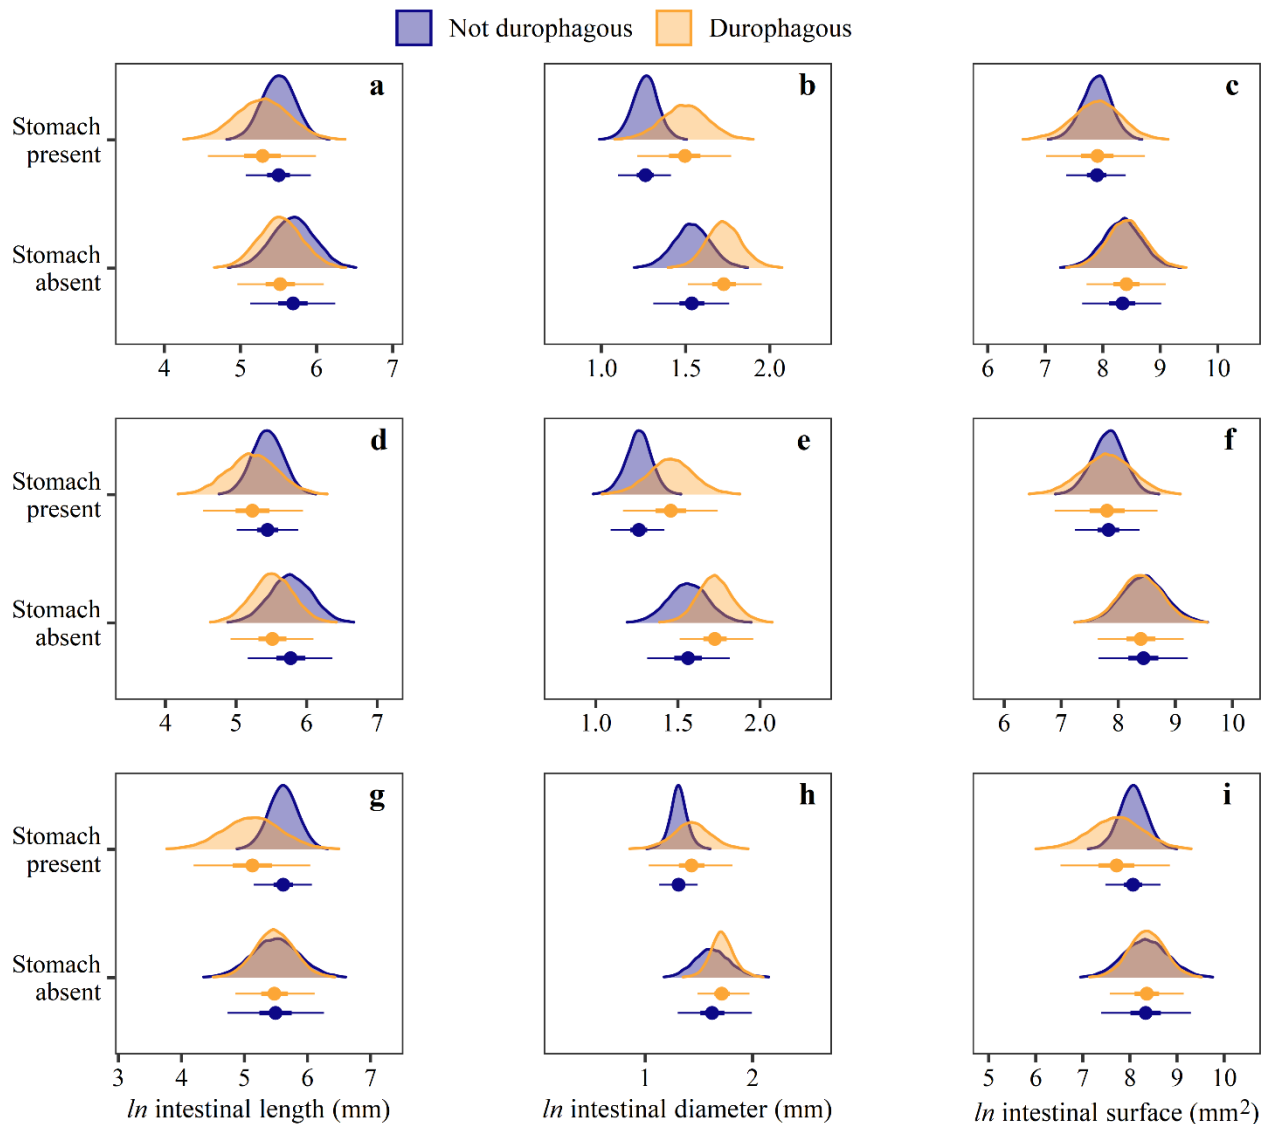 Not durophagous Durophagous
a b c
Stomach
present
Stomach
absent
4 5 6 7 1.0 1.5 2.0 6 7 8 9 10
d e f
Stomach
present
Stomach
absent
4 5 6 7 1.0 1.5 2.0 6 7 8 9 10
g h i
Stomach
present
Stomach
absent
3 4 5 6 7 1 2 5 6 7 8 9 10
ln intestinal length (mm) ln intestinal diameter (mm) ln intestinal surface (mm²)